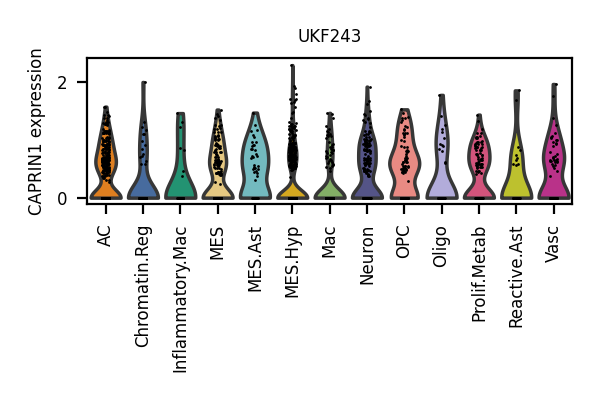 UKF243
CAPRIN1 expression
2
0
AC
Chromatin.Reg
Inflammatory.Mac
MES
MES.Ast
MES.Hyp
Mac
Neuron
OPC
Oligo
Prolif.Metab
Reactive.Ast
Vasc